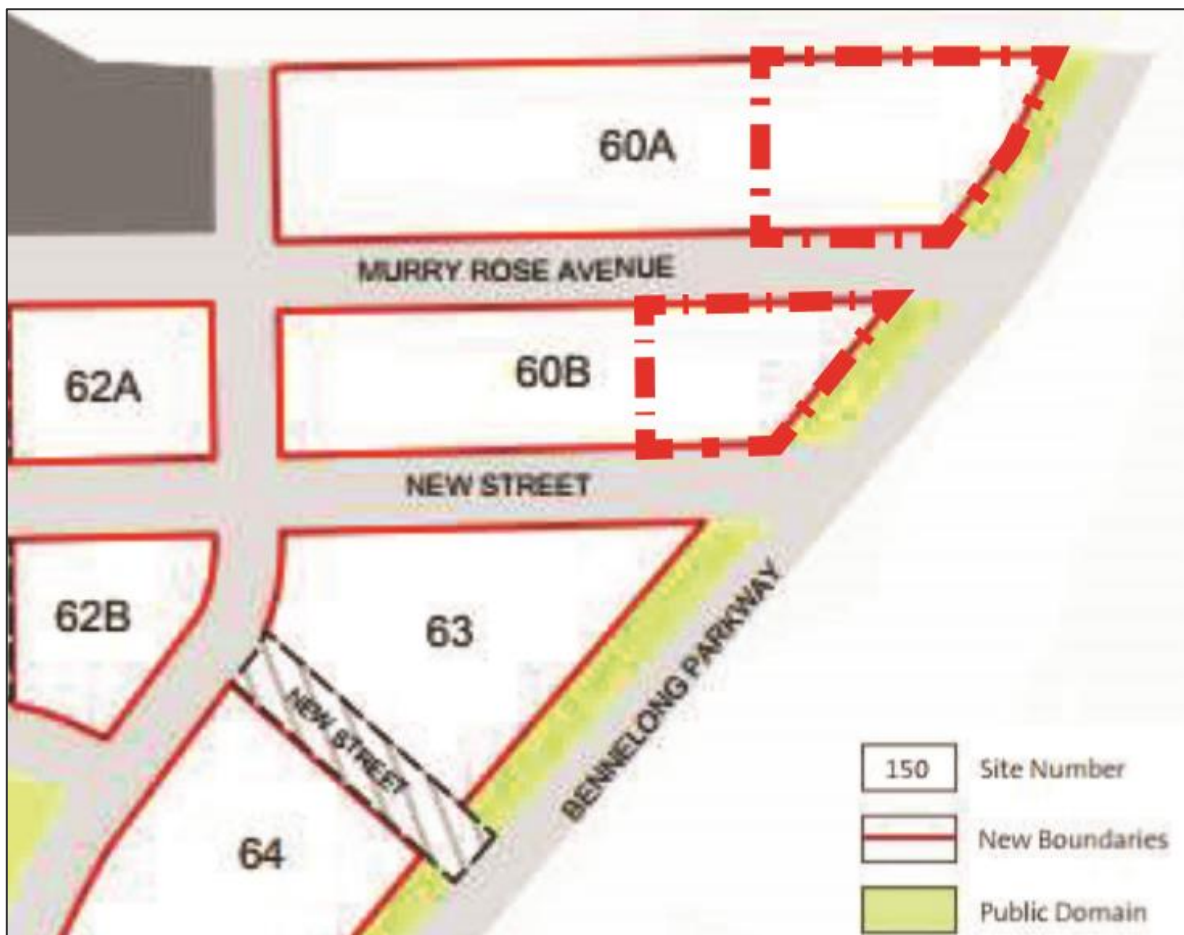 60A
MURRY ROSE AVENUE
62A
60B
NEW STREET
62B
63
NEW STREET
BENNELONG PARKWAY
64
150 Site Number
New Boundaries
Public Domain